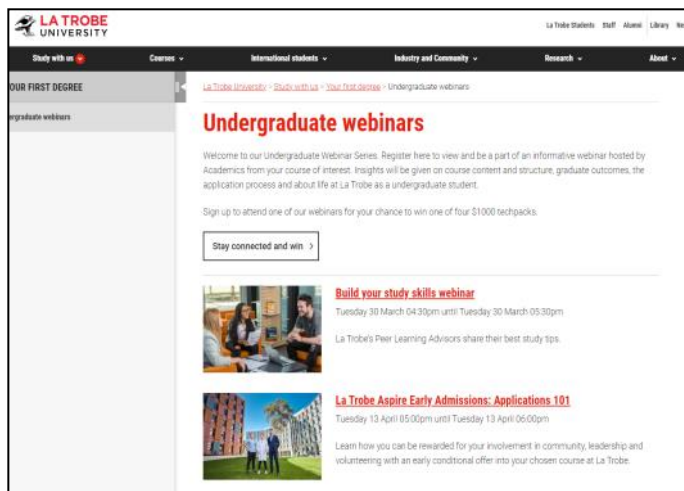 LA TROBE
UNIVERSITY
La Trobe Students Staff Alumni Library
Study with us Courses International students Industry and Community Research About
OUR FIRST DEGREE
ergraduate webinars
La Trobe University > Study with us > Your first degree > Undergraduate webinars
Undergraduate webinars
Welcome to our Undergraduate Webinar Series. Register here to view and be a part of an informative webinar hosted by
Academics from your course of interest. Insights will be given on course content and structure, graduate outcomes, the
application process and about life at La Trobe as a undergraduate student.
Sign up to attend one of our webinars for your chance to win one of four $1000 techpacks.
Stay connected and win >
Build your study skills webinar
Tuesday 30 March 04:30pm until Tuesday 30 March 05:30pm
La Trobe's Peer Learning Advisors share their best study tips.
La Trobe Aspire Early Admissions: Applications 101
Tuesday 13 April 05:00pm until Tuesday 13 April 06:00pm
Learn how you can be rewarded for your involvement in community, leadership and
volunteering with an early conditional offer into your chosen course at La Trobe.